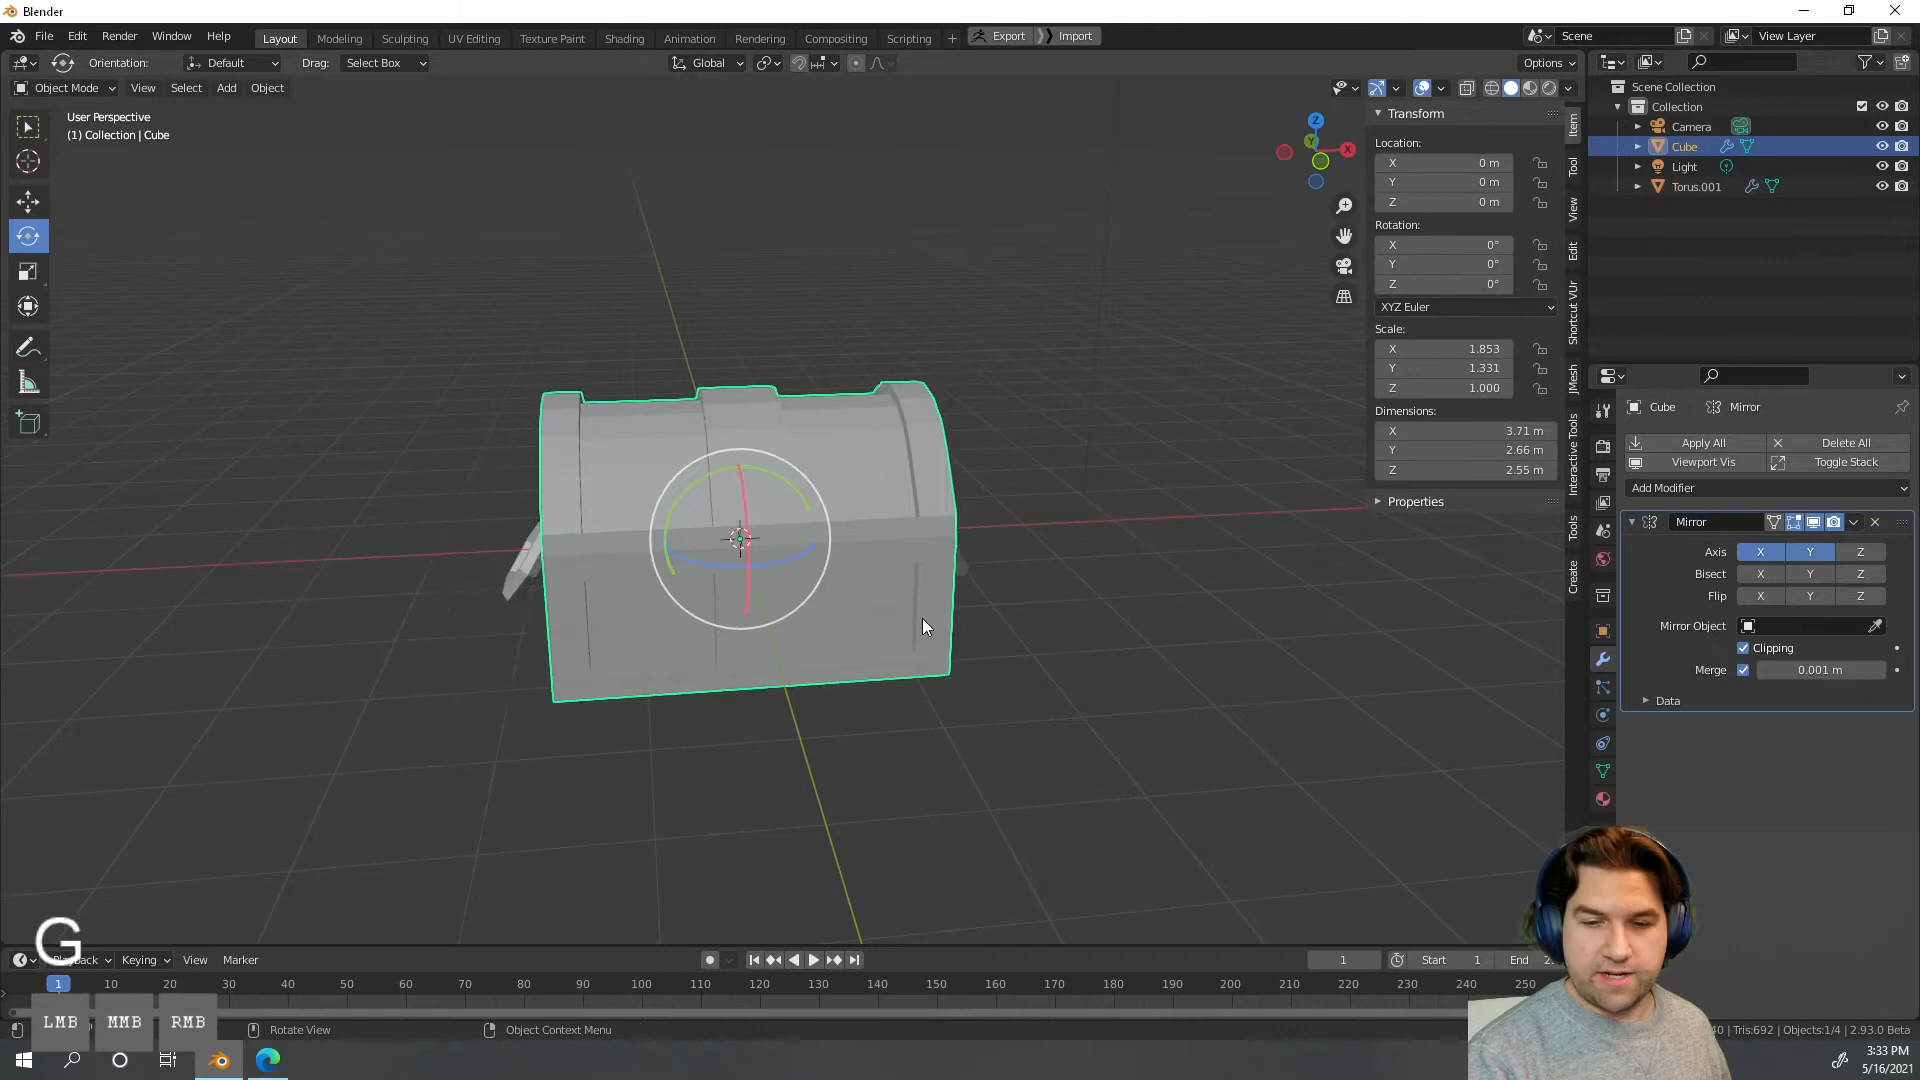 Blender
File Edit Render Window Help Layout Modeling Sculpting UV Editing Texture Paint Shading Animation Rendering Compositing Scripting + Export Import Scene View Layer
Orientation: Default Drag: Select Box Global Options
Object Mode View Select Add Object
User Perspective
(1) Collection | Cube
Z
X
Y
Transform
Location:
X 0 m
Y 0 m
Z 0 m
Rotation:
X 0°
Y 0°
Z 0°
XYZ Euler
Scale:
X 1.853
Y 1.331
Z 1.000
Dimensions:
X 3.71 m
Y 2.66 m
Z 2.55 m
Properties
Item
Tool
View
Edit
Shortcut VUr
JMesh
Interactive Tools
Tools
Create
Scene Collection
Collection
Camera
Cube
Light
Torus.001
Cube Mirror
Apply All Delete All
Viewport Vis Toggle Stack
Add Modifier
Mirror
Axis X Y Z
Bisect X Y Z
Flip X Y Z
Mirror Object
Clipping
Merge 0.001 m
Data
G
Playback Keying View Marker 1 Start 1 End
1 10 20 30 40 50 60 70 80 90 100 110 120 130 140 150 160 170 180 190 200 210 220 230 240 250
LMB MMB RMB
Rotate View Object Context Menu Tris:692 | Objects:1/4 | 2.93.0 Beta
3:33 PM
5/16/2021